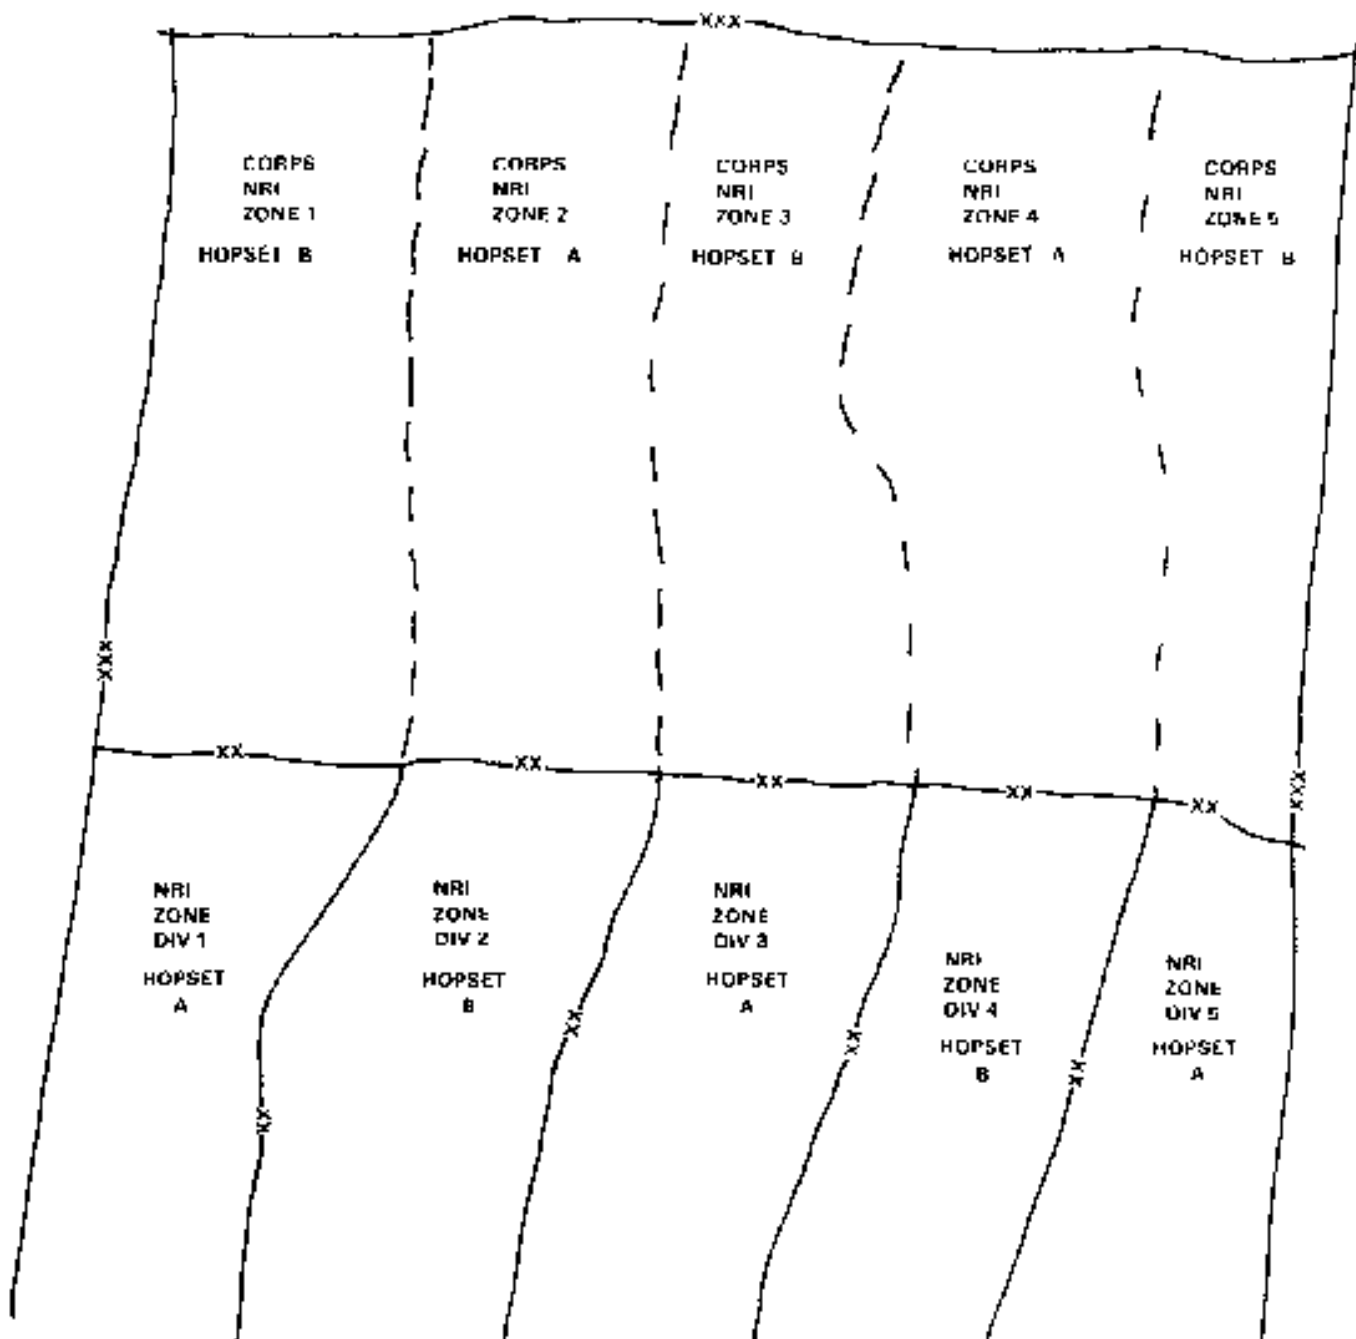 XXX
CORPS
NRI
ZONE 1
HOPSET B
CORPS
NRI
ZONE 2
HOPSET A
CORPS
NRI
ZONE 3
HOPSET B
CORPS
NRI
ZONE 4
HOPSET A
CORPS
NRI
ZONE 5
HOPSET B
XXX
XX
XX
XX
XX
XX
XXX
NRI
ZONE
DIV 1
HOPSET
A
NRI
ZONE
DIV 2
HOPSET
B
NRI
ZONE
DIV 3
HOPSET
A
NRI
ZONE
DIV 4
HOPSET
B
NRI
ZONE
DIV 5
HOPSET
A
XX
XX
XX
XX